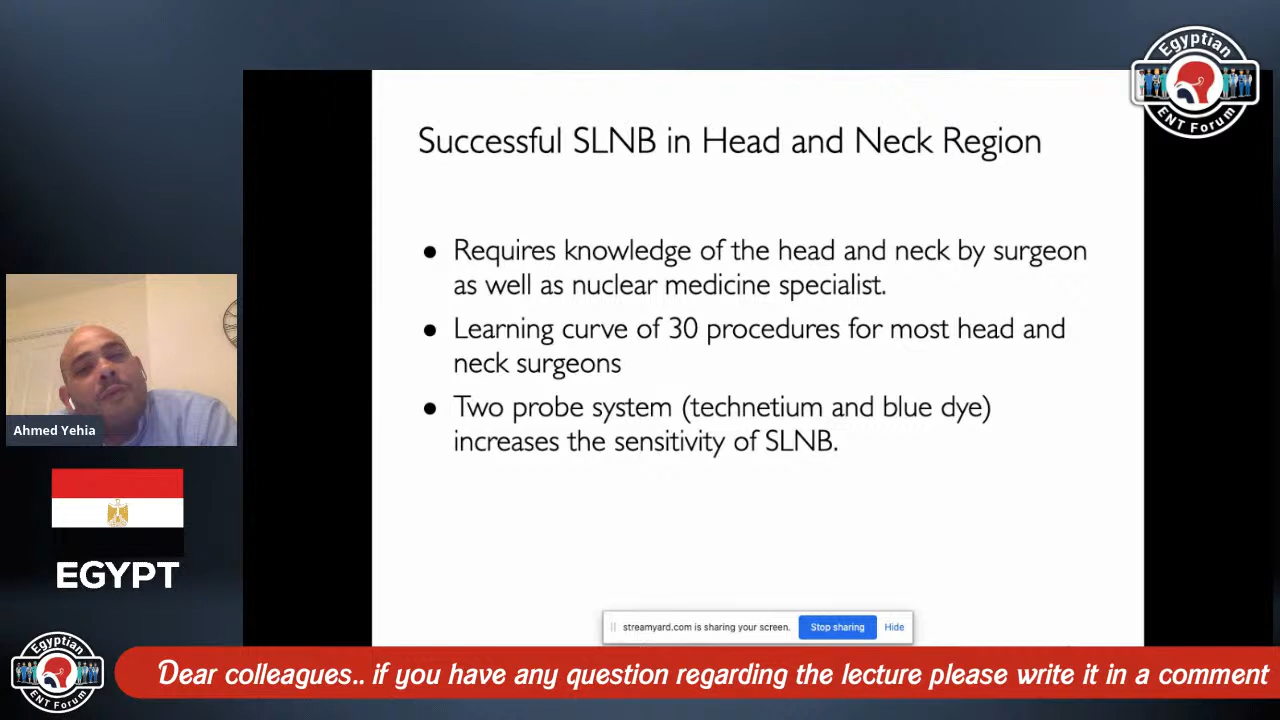 Egyptian
ENT Forum
Successful SLNB in Head and Neck Region
● Requires knowledge of the head and neck by surgeon
as well as nuclear medicine specialist.
● Learning curve of 30 procedures for most head and
neck surgeons
● Two probe system (technetium and blue dye)
increases the sensitivity of SLNB.
Ahmed Yehia
EGYPT
streamyard.com is sharing your screen. Stop sharing Hide
Egyptian
ENT Forum
Dear colleagues.. if you have any question regarding the lecture please write it in a comment